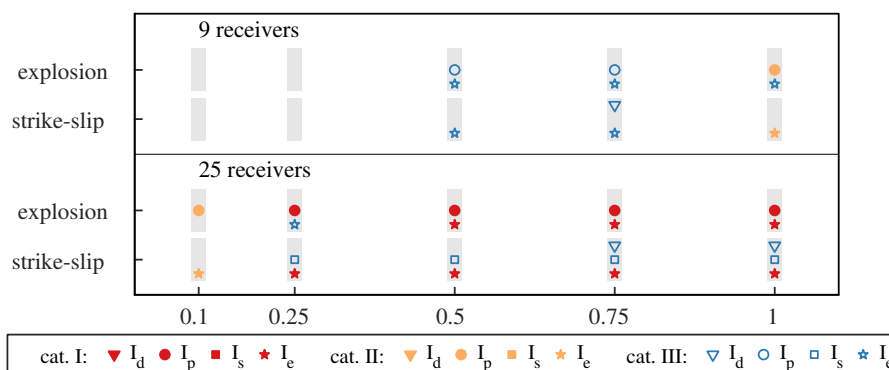 9 receivers
explosion
strike-slip
25 receivers
explosion
strike-slip
0.1 0.25 0.5 0.75 1
cat. I: I_d I_p I_s I_e cat. II: I_d I_p I_s I_e cat. III: I_d I_p I_s I_e